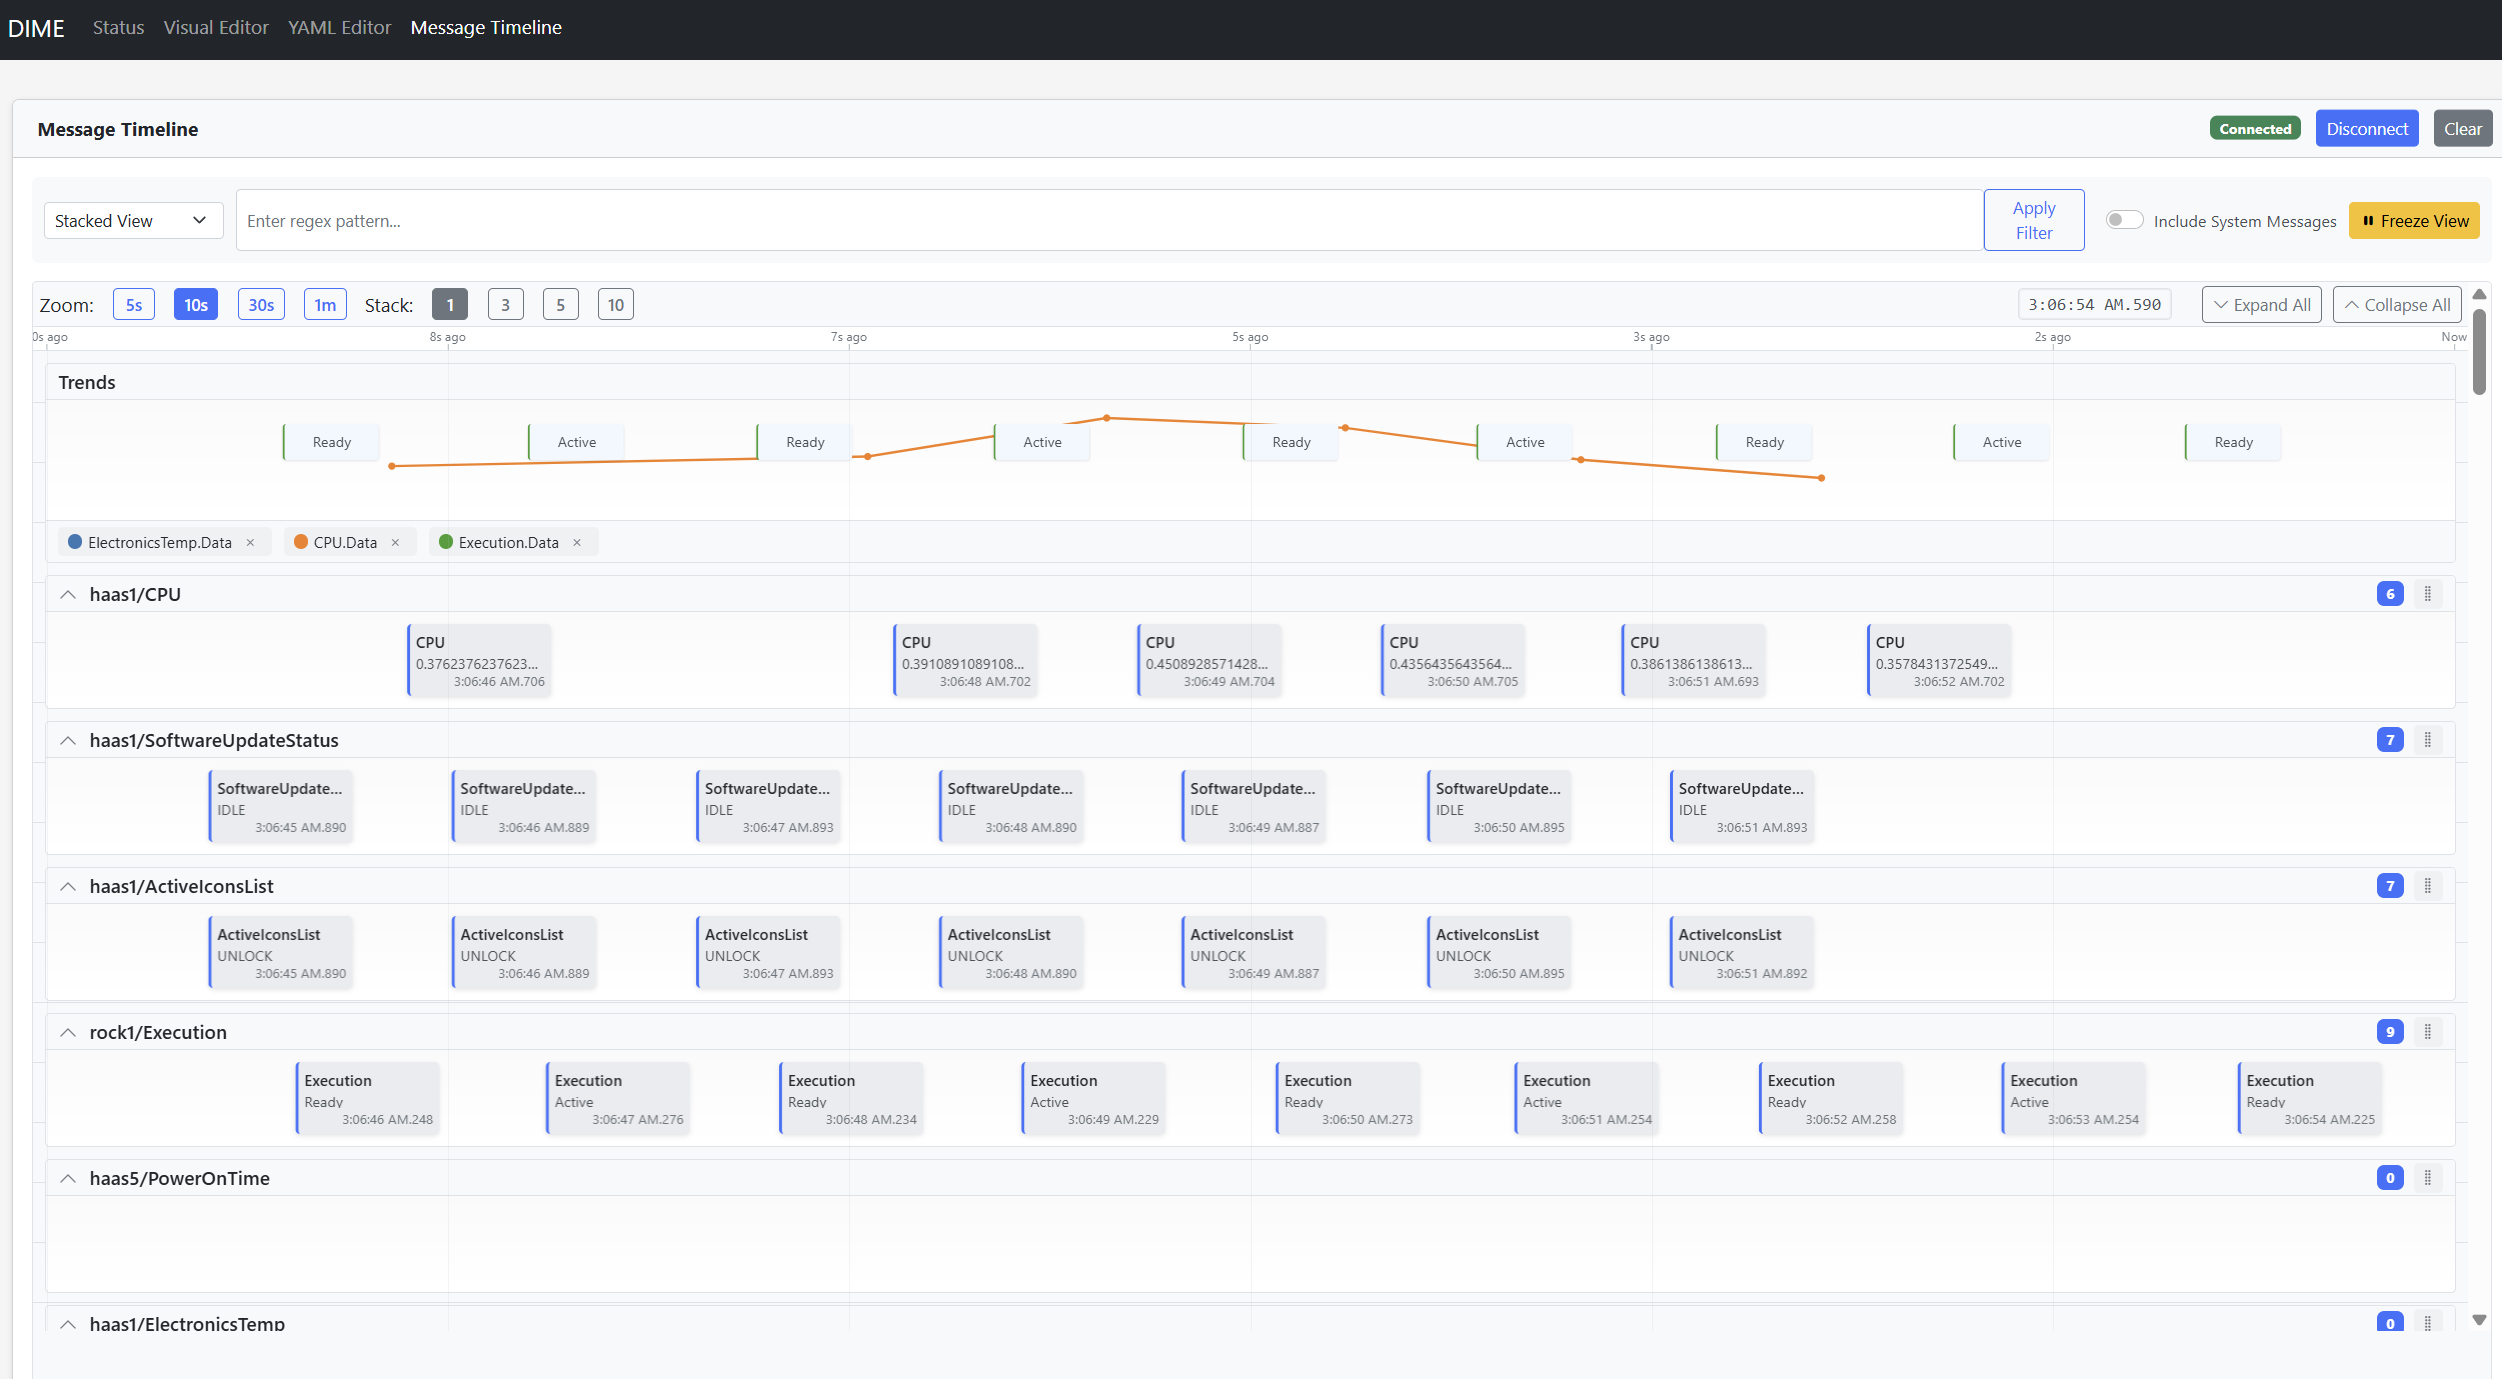 DIME Status Visual Editor YAML Editor Message Timeline
Message Timeline Connected Disconnect Clear
Stacked View Enter regex pattern... Apply Filter Include System Messages Freeze View
Zoom: 5s 10s 30s 1m Stack: 1 3 5 10 3:06:54 AM.590 Expand All Collapse All
0s ago 8s ago 7s ago 5s ago 3s ago 2s ago Now
Trends
Ready Active Ready Active Ready Active Ready Active Ready
ElectronicsTemp.Data × CPU.Data × Execution.Data ×
haas1/CPU 6
CPU CPU CPU CPU CPU CPU
0.3762376237623... 0.3910891089108... 0.4508928571428... 0.4356435643564... 0.3861386138613... 0.3578431372549...
3:06:46 AM.706 3:06:48 AM.702 3:06:49 AM.704 3:06:50 AM.705 3:06:51 AM.693 3:06:52 AM.702
haas1/SoftwareUpdateStatus 7
SoftwareUpdate... SoftwareUpdate... SoftwareUpdate... SoftwareUpdate... SoftwareUpdate... SoftwareUpdate... SoftwareUpdate...
IDLE IDLE IDLE IDLE IDLE IDLE IDLE
3:06:45 AM.890 3:06:46 AM.889 3:06:47 AM.893 3:06:48 AM.890 3:06:49 AM.887 3:06:50 AM.895 3:06:51 AM.893
haas1/ActiveIconsList 7
ActiveIconsList ActiveIconsList ActiveIconsList ActiveIconsList ActiveIconsList ActiveIconsList ActiveIconsList
UNLOCK UNLOCK UNLOCK UNLOCK UNLOCK UNLOCK UNLOCK
3:06:45 AM.890 3:06:46 AM.889 3:06:47 AM.893 3:06:48 AM.890 3:06:49 AM.887 3:06:50 AM.895 3:06:51 AM.892
rock1/Execution 9
Execution Execution Execution Execution Execution Execution Execution Execution Execution
Ready Active Ready Active Ready Active Ready Active Ready
3:06:46 AM.248 3:06:47 AM.276 3:06:48 AM.234 3:06:49 AM.229 3:06:50 AM.273 3:06:51 AM.254 3:06:52 AM.258 3:06:53 AM.254 3:06:54 AM.225
haas5/PowerOnTime 0
haas1/ElectronicsTemp 0